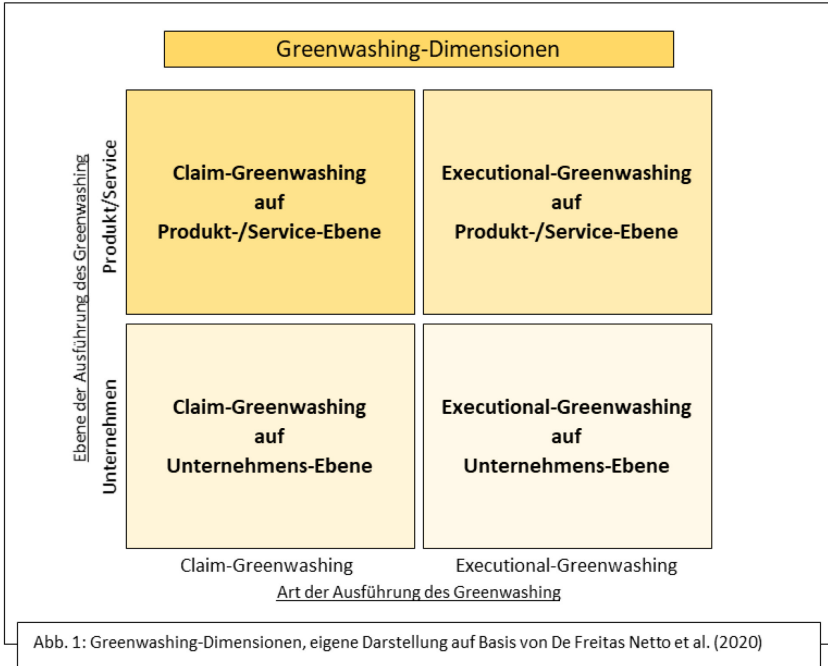 Greenwashing-Dimensionen
Ebene der Ausführung des Greenwashing
Produkt/Service
Claim-Greenwashing
auf
Produkt-/Service-Ebene
Executional-Greenwashing
auf
Produkt-/Service-Ebene
Unternehmen
Claim-Greenwashing
auf
Unternehmens-Ebene
Executional-Greenwashing
auf
Unternehmens-Ebene
Claim-Greenwashing
Executional-Greenwashing
Art der Ausführung des Greenwashing
Abb. 1: Greenwashing-Dimensionen, eigene Darstellung auf Basis von De Freitas Netto et al. (2020)